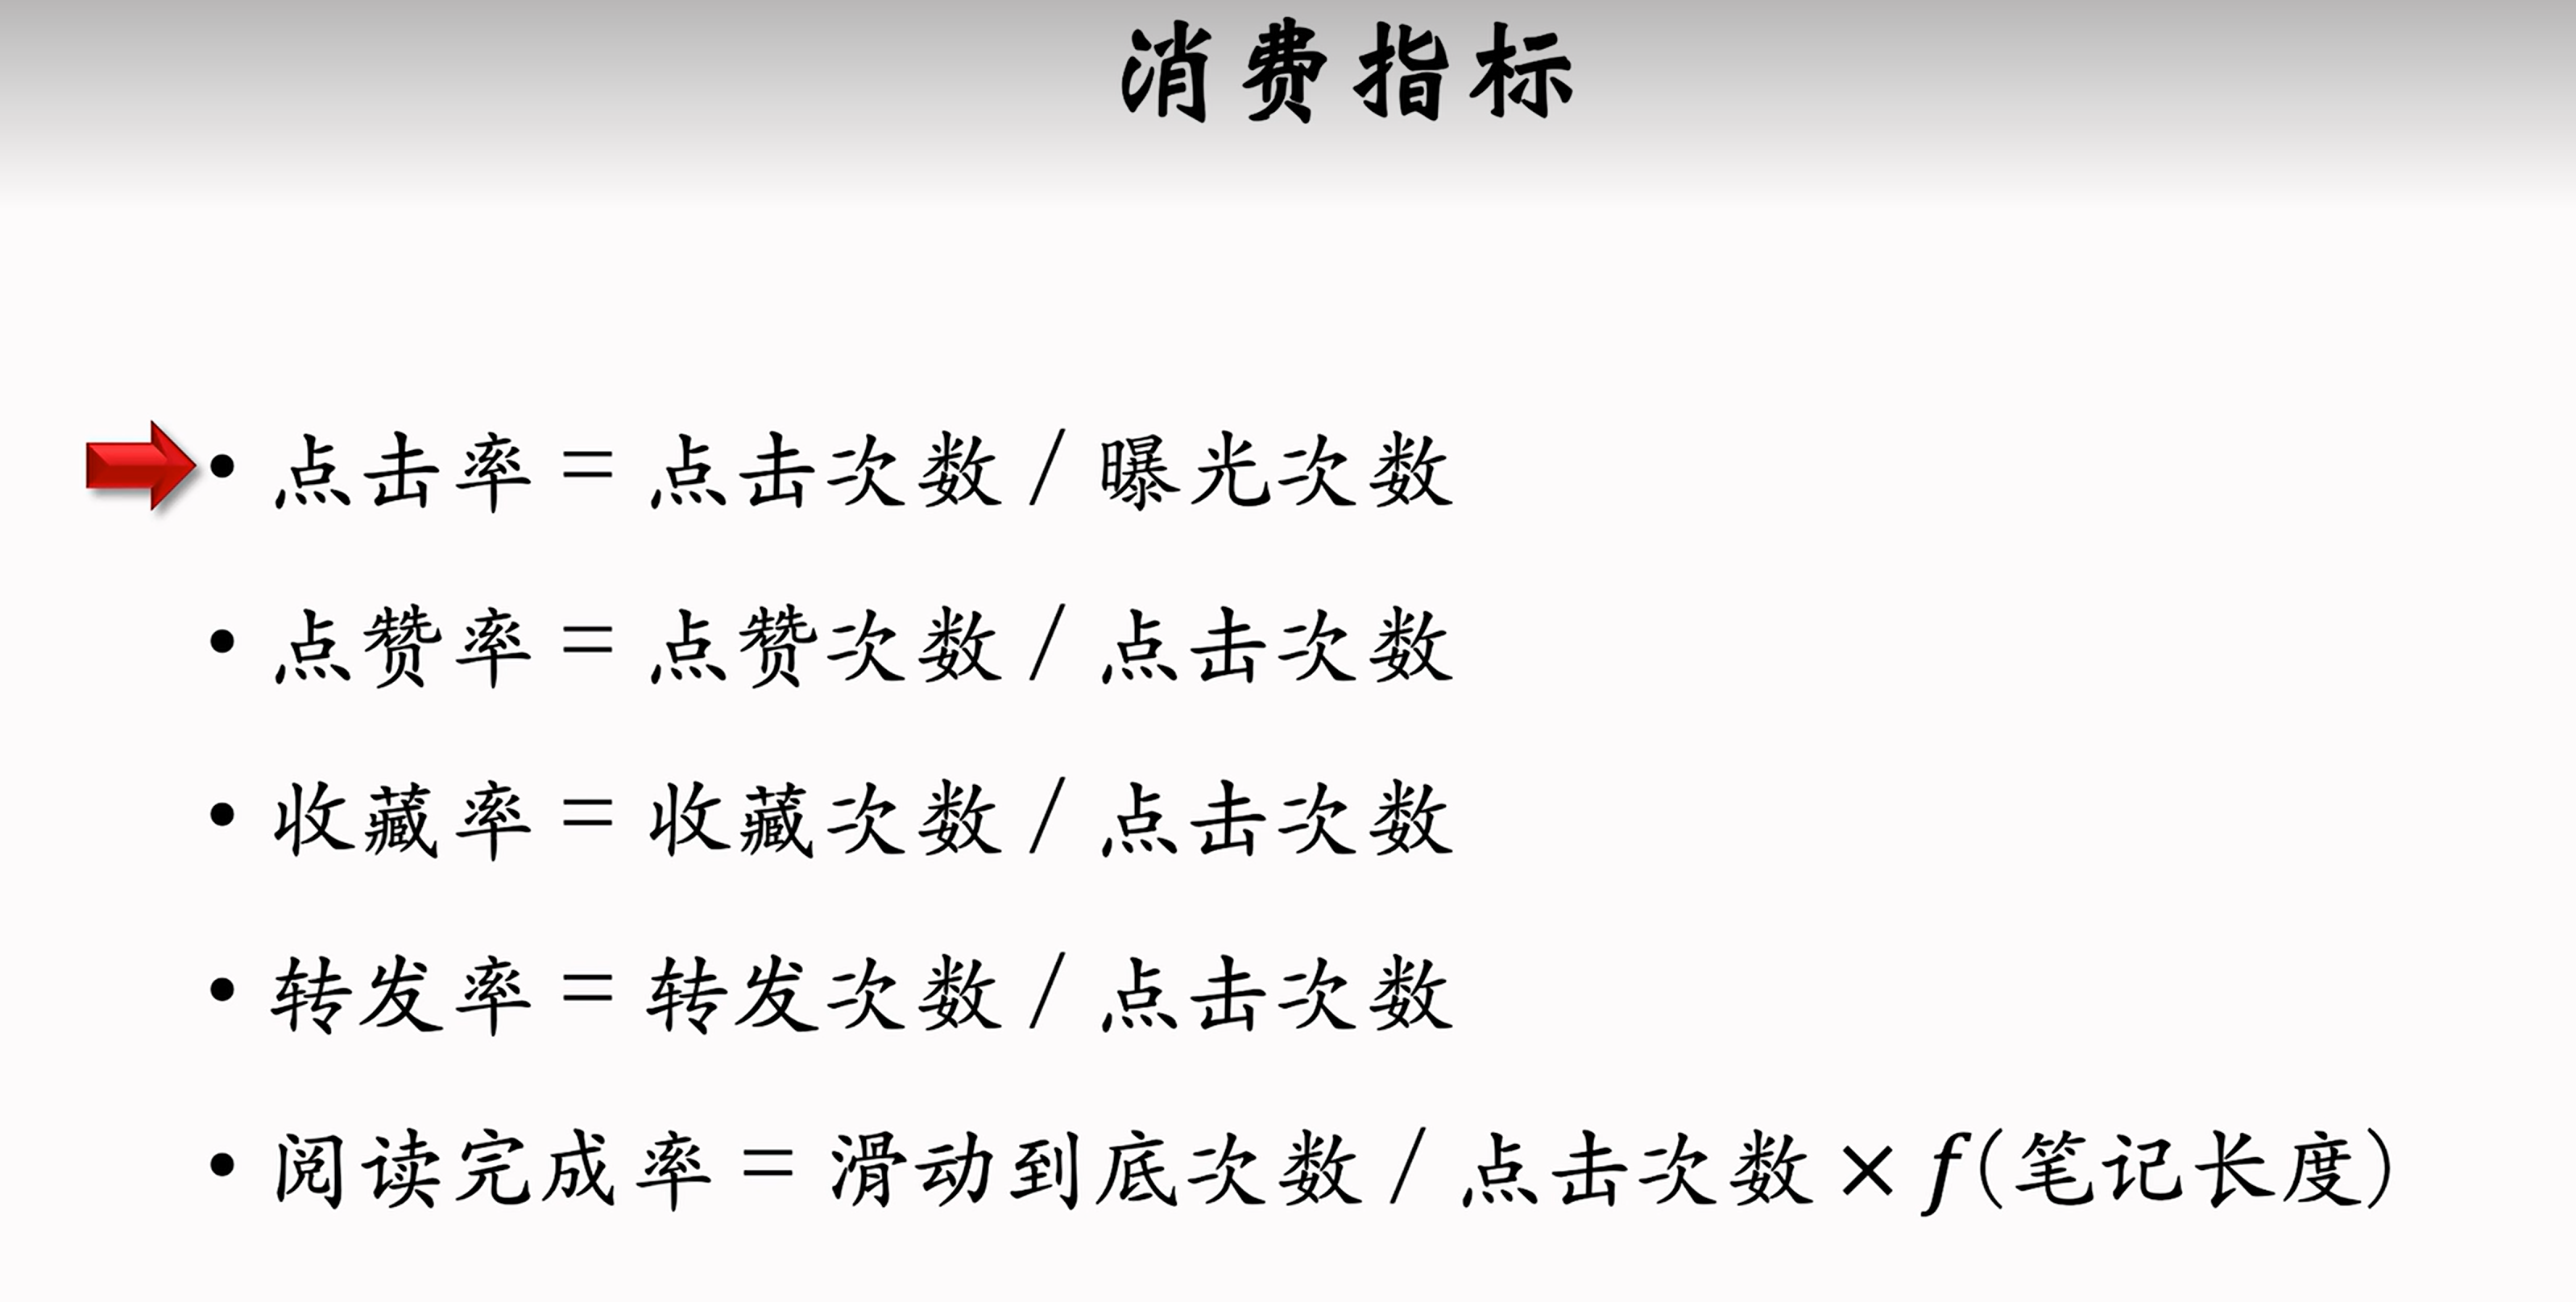 消费指标
• 点击率 = 点击次数 / 曝光次数
• 点赞率 = 点赞次数 / 点击次数
• 收藏率 = 收藏次数 / 点击次数
• 转发率 = 转发次数 / 点击次数
• 阅读完成率 = 滑动到底次数 / 点击次数 × f(笔记长度)